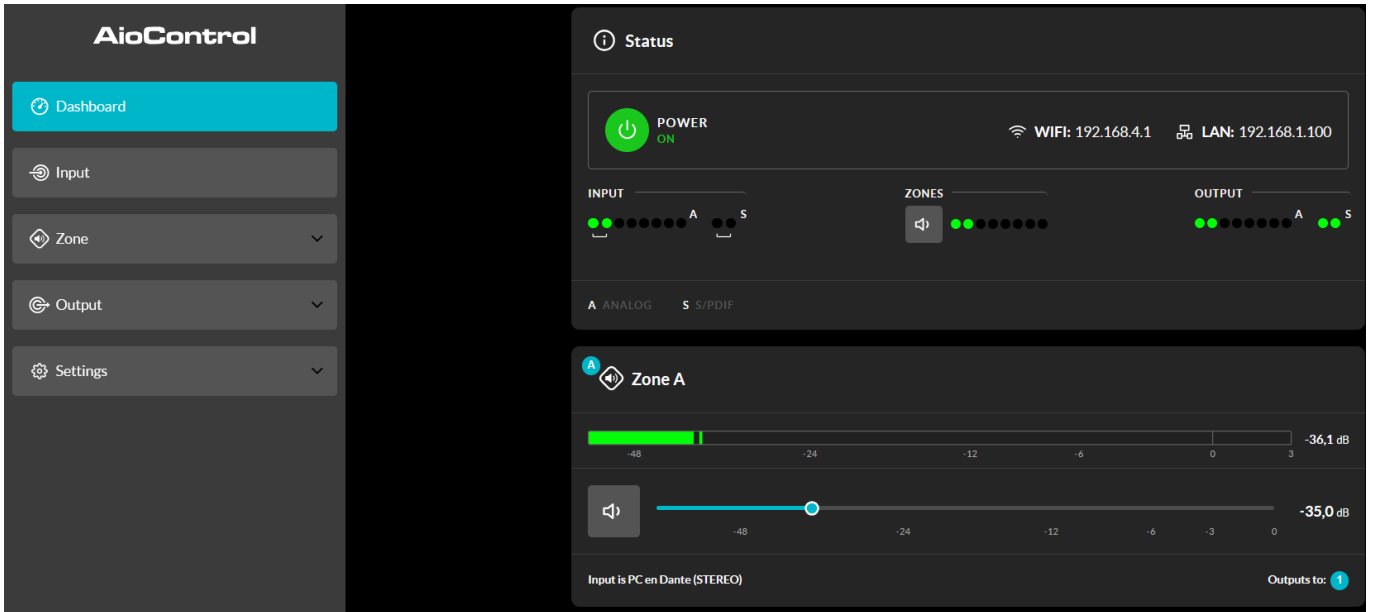 AioControl
Dashboard
Input
Zone
Output
Settings
Status
POWER
ON
WIFI: 192.168.4.1 LAN: 192.168.1.100
INPUT ZONES OUTPUT
A S A S
A ANALOG S S/PDIF
A Zone A
-36,1 dB
-48 -24 -12 -6 0 3
-35,0 dB
-48 -24 -12 -6 -3 0
Input is PC en Dante (STEREO) Outputs to: 1